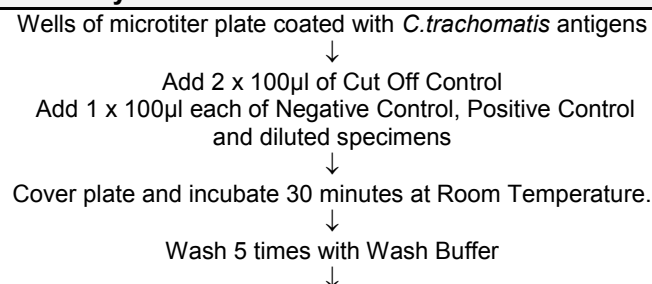 Wells of microtiter plate coated with C.trachomatis antigens
↓
Add 2 x 100µl of Cut Off Control
Add 1 x 100µl each of Negative Control, Positive Control
and diluted specimens
↓
Cover plate and incubate 30 minutes at Room Temperature.
↓
Wash 5 times with Wash Buffer
↓